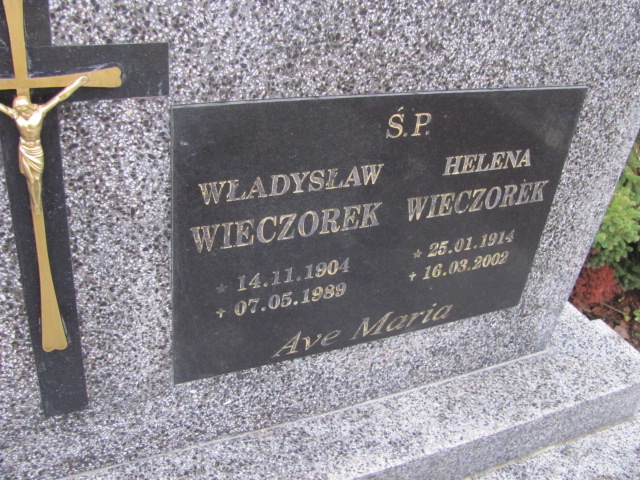 Ś.P.
WŁADYSŁAW
WIECZOREK
* 14.11.1904
+ 07.05.1989
HELENA
WIECZOREK
* 25.01.1914
+ 16.03.2002
Ave Maria